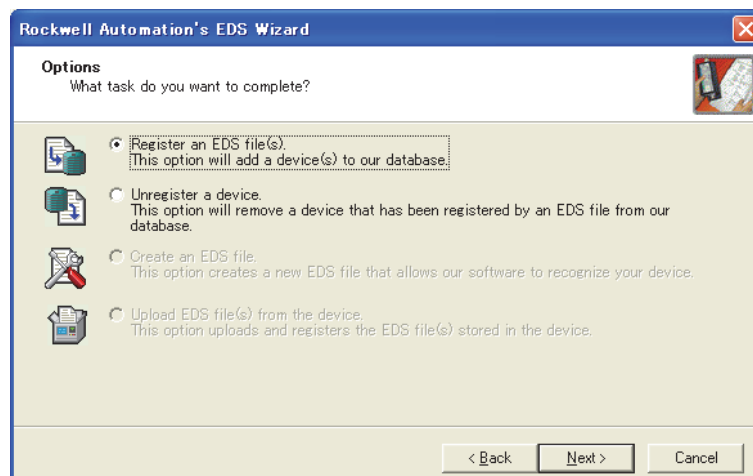 Rockwell Automation's EDS Wizard
Options
What task do you want to complete?
Register an EDS file(s).
This option will add a device(s) to our database.
Unregister a device.
This option will remove a device that has been registered by an EDS file from our
database.
Create an EDS file.
This option creates a new EDS file that allows our software to recognize your device.
Upload EDS file(s) from the device.
This option uploads and registers the EDS file(s) stored in the device.
< Back Next > Cancel